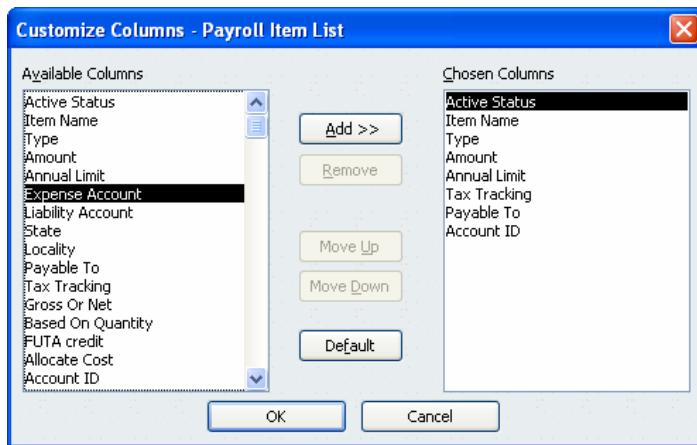 Customize Columns - Payroll Item List
Available Columns
Active Status
Item Name
Type
Amount
Annual Limit
Expense Account
Liability Account
State
Locality
Payable To
Tax Tracking
Gross Or Net
Based On Quantity
FUTA credit
Allocate Cost
Account ID
Add >>
Remove
Move Up
Move Down
Default
Chosen Columns
Active Status
Item Name
Type
Amount
Annual Limit
Tax Tracking
Payable To
Account ID
OK
Cancel